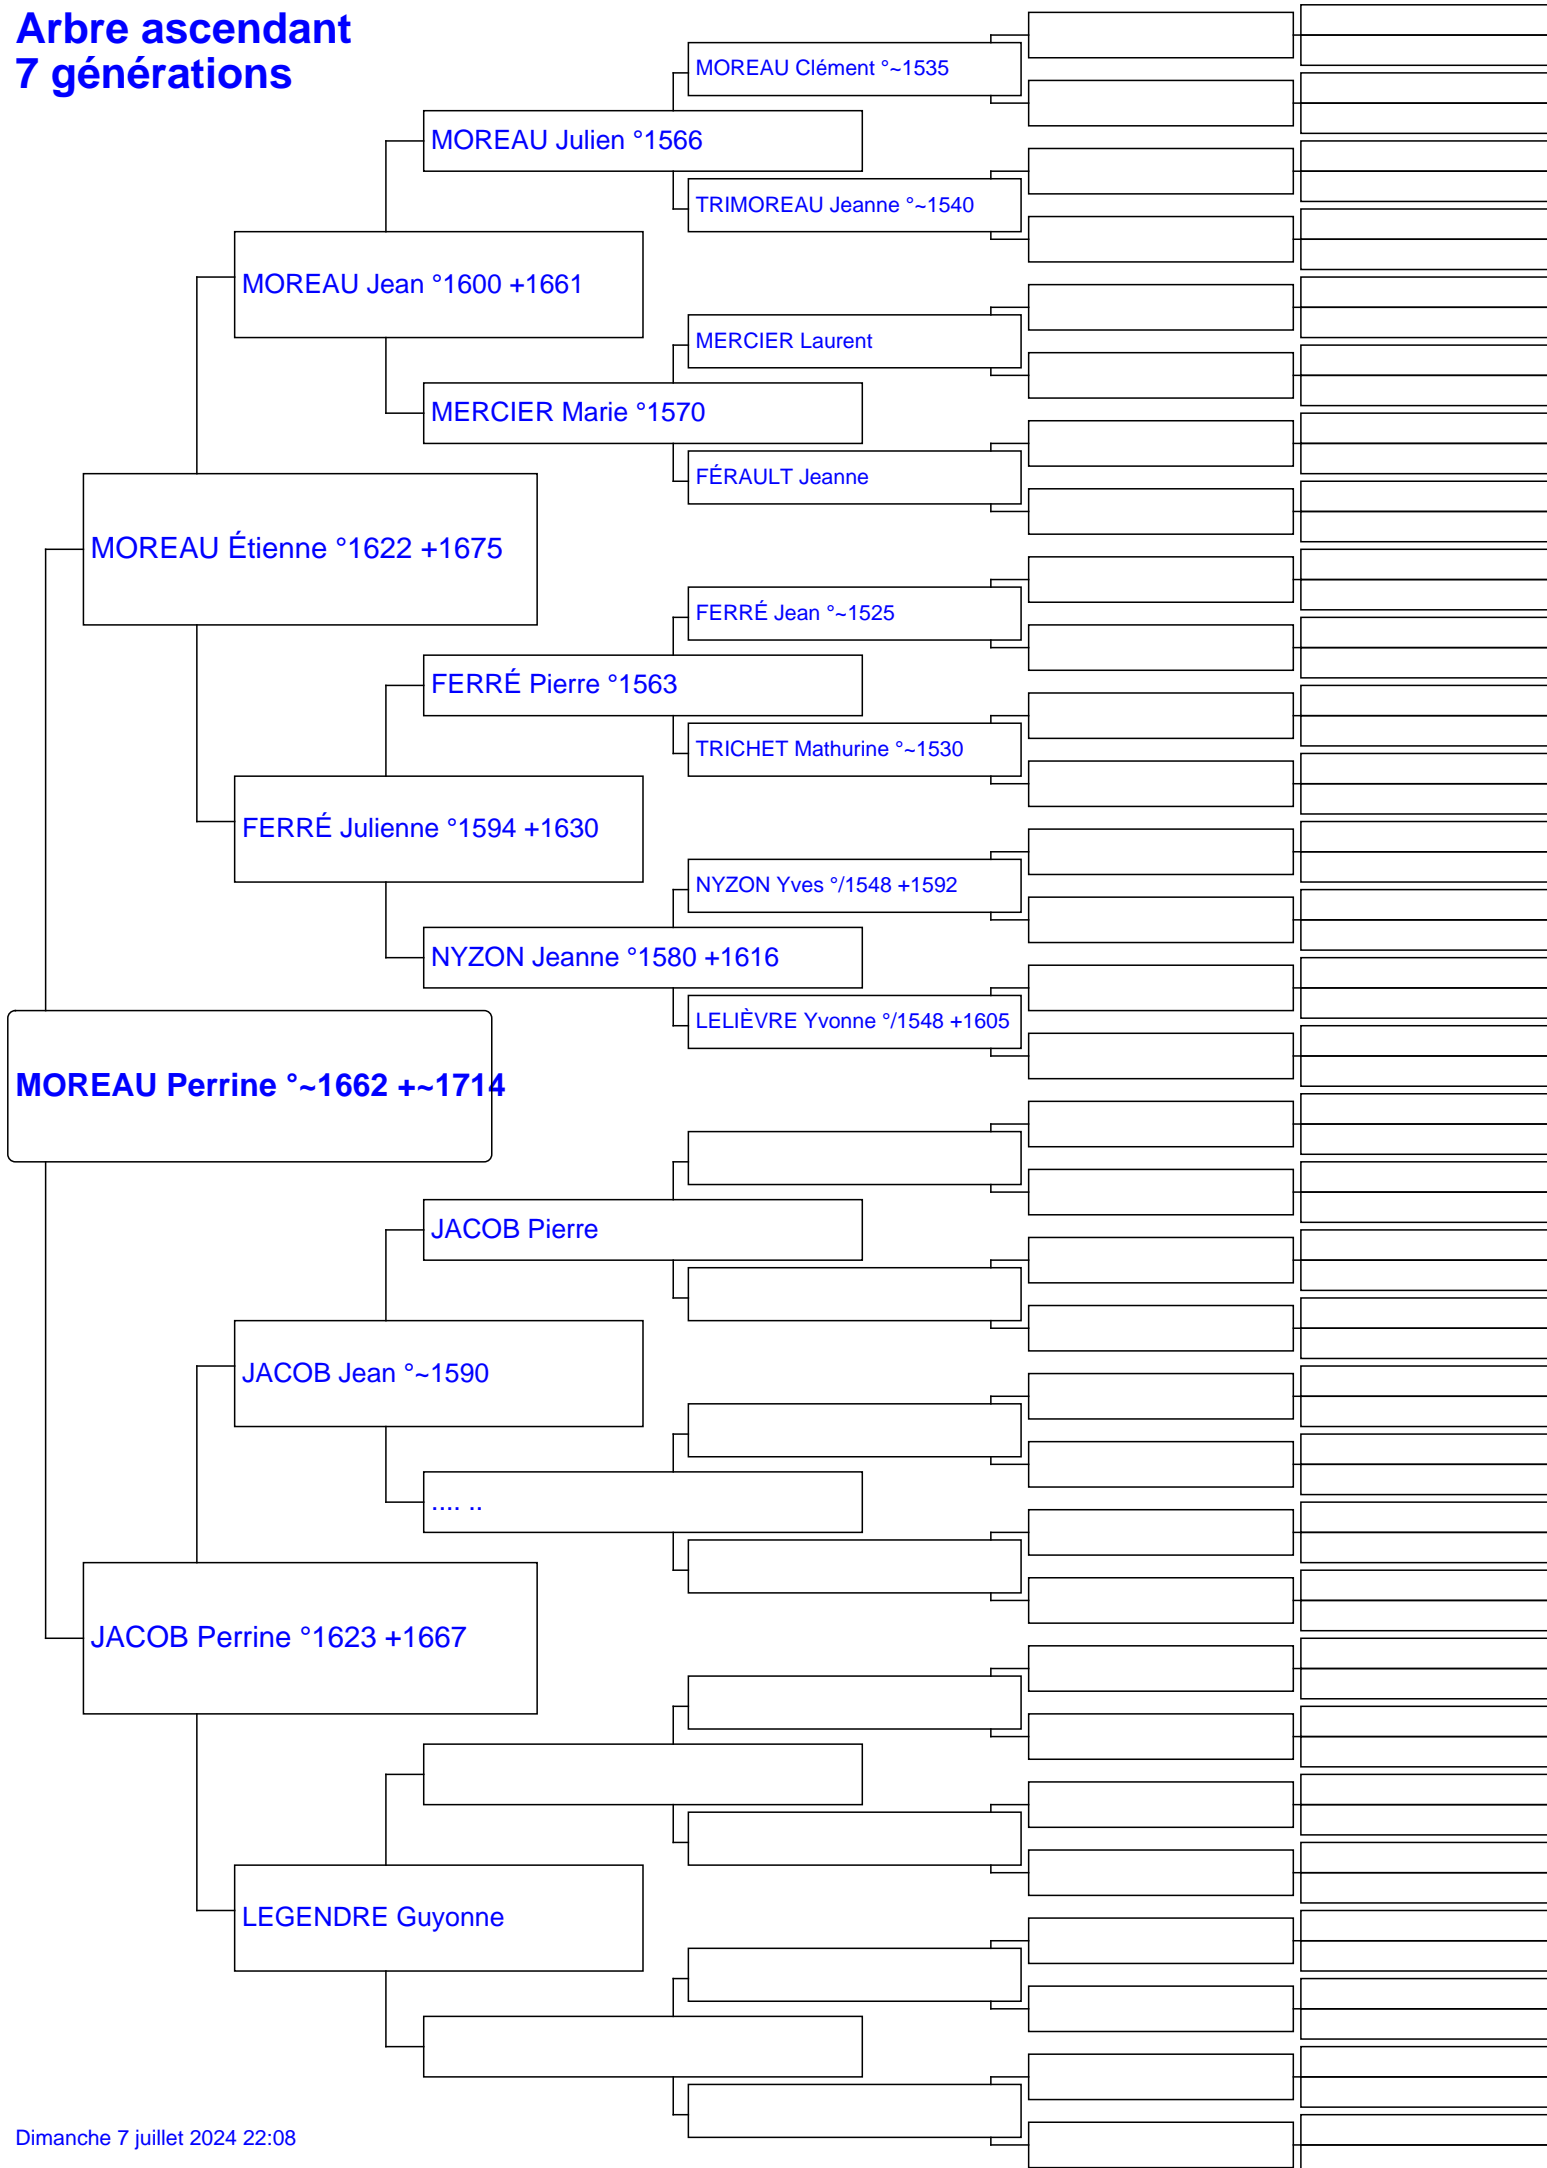 Arbre ascendant
7 générations
MOREAU Clément °~1535
MOREAU Julien °1566
TRIMOREAU Jeanne °~1540
MOREAU Jean °1600 +1661
MERCIER Laurent
MERCIER Marie °1570
FÉRAULT Jeanne
MOREAU Étienne °1622 +1675
FERRÉ Jean °~1525
FERRÉ Pierre °1563
TRICHET Mathurine °~1530
FERRÉ Julienne °1594 +1630
NYZON Yves °/1548 +1592
NYZON Jeanne °1580 +1616
LELIÈVRE Yvonne °/1548 +1605
MOREAU Perrine °~1662 +~1714
JACOB Pierre
JACOB Jean °~1590
.... ..
JACOB Perrine °1623 +1667
LEGENDRE Guyonne
Dimanche 7 juillet 2024 22:08